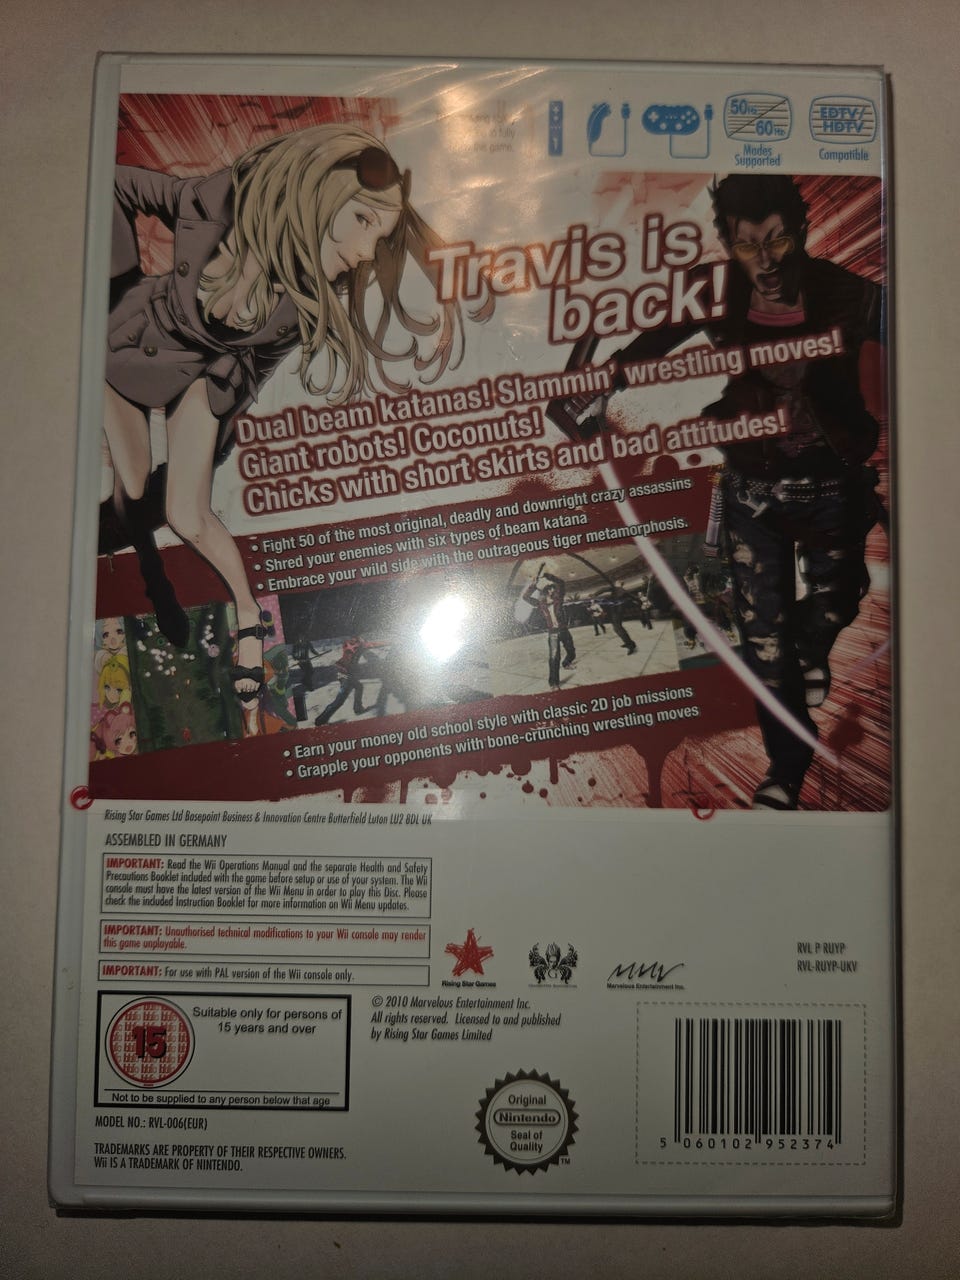 to fully
this game.
1
50Hz
60Hz
Modes
Supported
EDTV/
HDTV
Compatible
Travis is
back!
Dual beam katanas! Slammin' wrestling moves!
Giant robots! Coconuts!
Chicks with short skirts and bad attitudes!
• Fight 50 of the most original, deadly and downright crazy assassins
• Shred your enemies with six types of beam katana
• Embrace your wild side with the outrageous tiger metamorphosis.
• Earn your money old school style with classic 2D job missions
• Grapple your opponents with bone-crunching wrestling moves
Rising Star Games Ltd Basepoint Business & Innovation Centre Butterfield Luton LU2 8DL UK
ASSEMBLED IN GERMANY
IMPORTANT: Read the Wii Operations Manual and the separate Health and Safety
Precautions Booklet included with the game before setup or use of your system. The Wii
console must have the latest version of the Wii Menu in order to play this Disc. Please
check the included Instruction Booklet for more information on Wii Menu updates.
IMPORTANT: Unauthorised technical modifications to your Wii console may render
this game unplayable.
IMPORTANT: For use with PAL version of the Wii console only.
Rising Star Games
Marvelous Entertainment Inc.
RVL P RUYP
RVL-RUYP-UKV
15
Suitable only for persons of
15 years and over
Not to be supplied to any person below that age
© 2010 Marvelous Entertainment Inc.
All rights reserved. Licensed to and published
by Rising Star Games Limited
MODEL NO.: RVL-006(EUR)
TRADEMARKS ARE PROPERTY OF THEIR RESPECTIVE OWNERS.
Wii IS A TRADEMARK OF NINTENDO.
Original
Nintendo
Seal of
Quality
TM
5 060102 952374